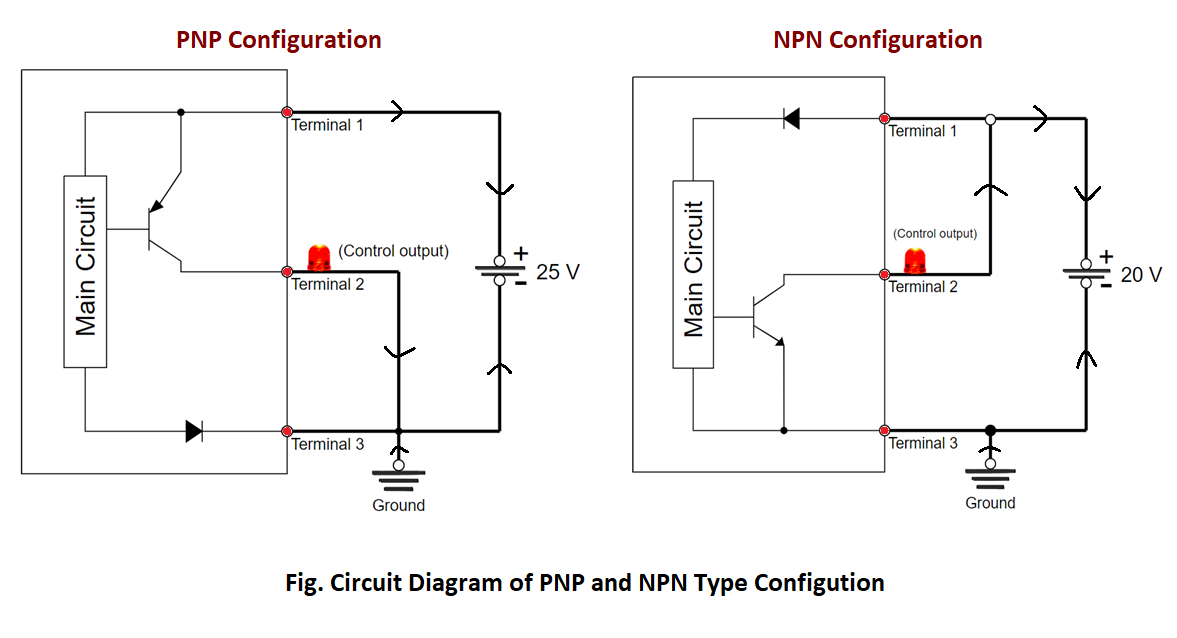 PNP Configuration
NPN Configuration
Terminal 1
Main Circuit
(Control output)
Terminal 2
+
-
25 V
Terminal 3
Ground
Terminal 1
Main Circuit
(Control output)
Terminal 2
+
-
20 V
Terminal 3
Ground
Fig. Circuit Diagram of PNP and NPN Type Configution